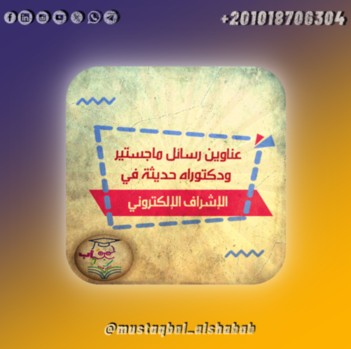 +201018706304
عناوين رسائل ماجستير
ودكتوراه حديثة في
الإشراف الإلكتروني
@mustaqbal_alshabab